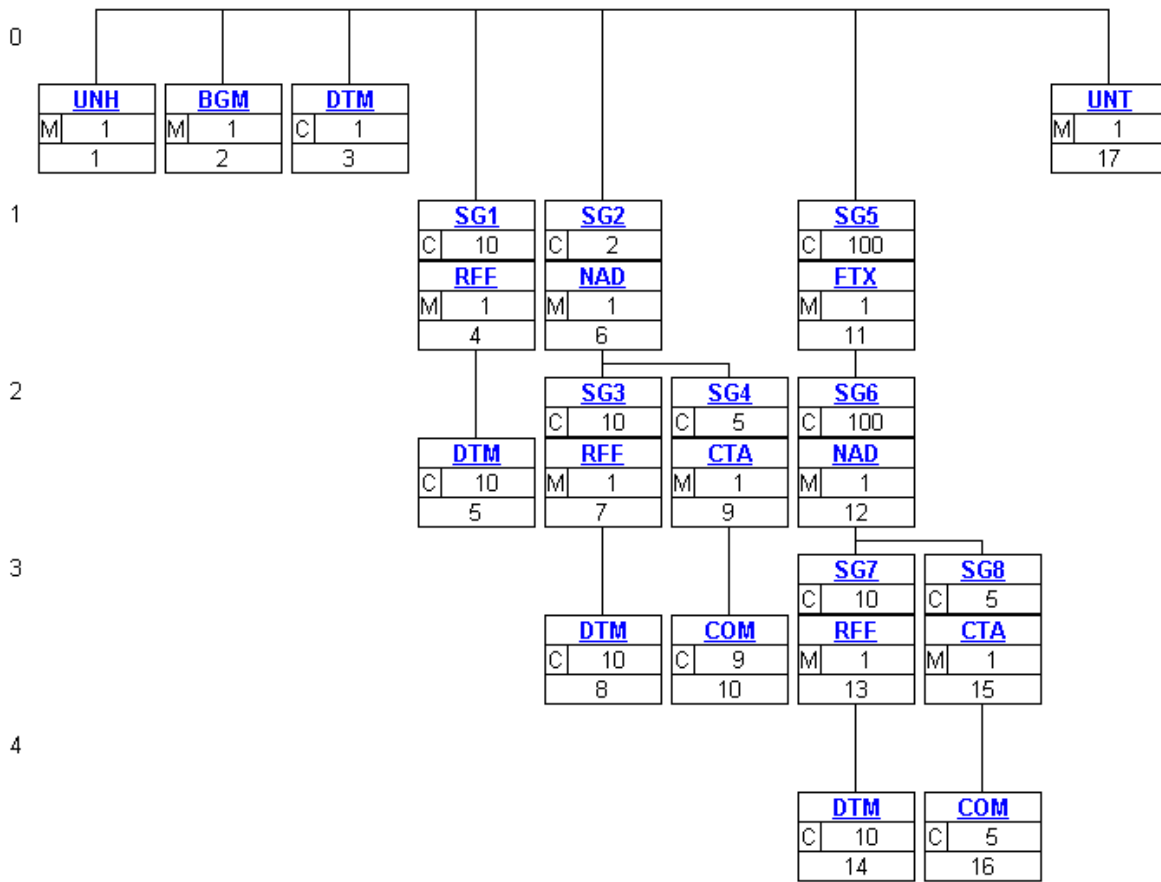 0
UNH BGM DTM UNT
M 1 M 1 C 1 M 1
1 2 3 17
1
SG1 SG2 SG5
C 10 C 2 C 100
RFF NAD FTX
M 1 M 1 M 1
4 6 11
2
SG3 SG4 SG6
C 10 C 5 C 100
DTM RFF CTA NAD
C 10 M 1 M 1 M 1
5 7 9 12
3
SG7 SG8
C 10 C 5
DTM COM RFF CTA
C 10 C 9 M 1 M 1
8 10 13 15
4
DTM COM
C 10 C 5
14 16